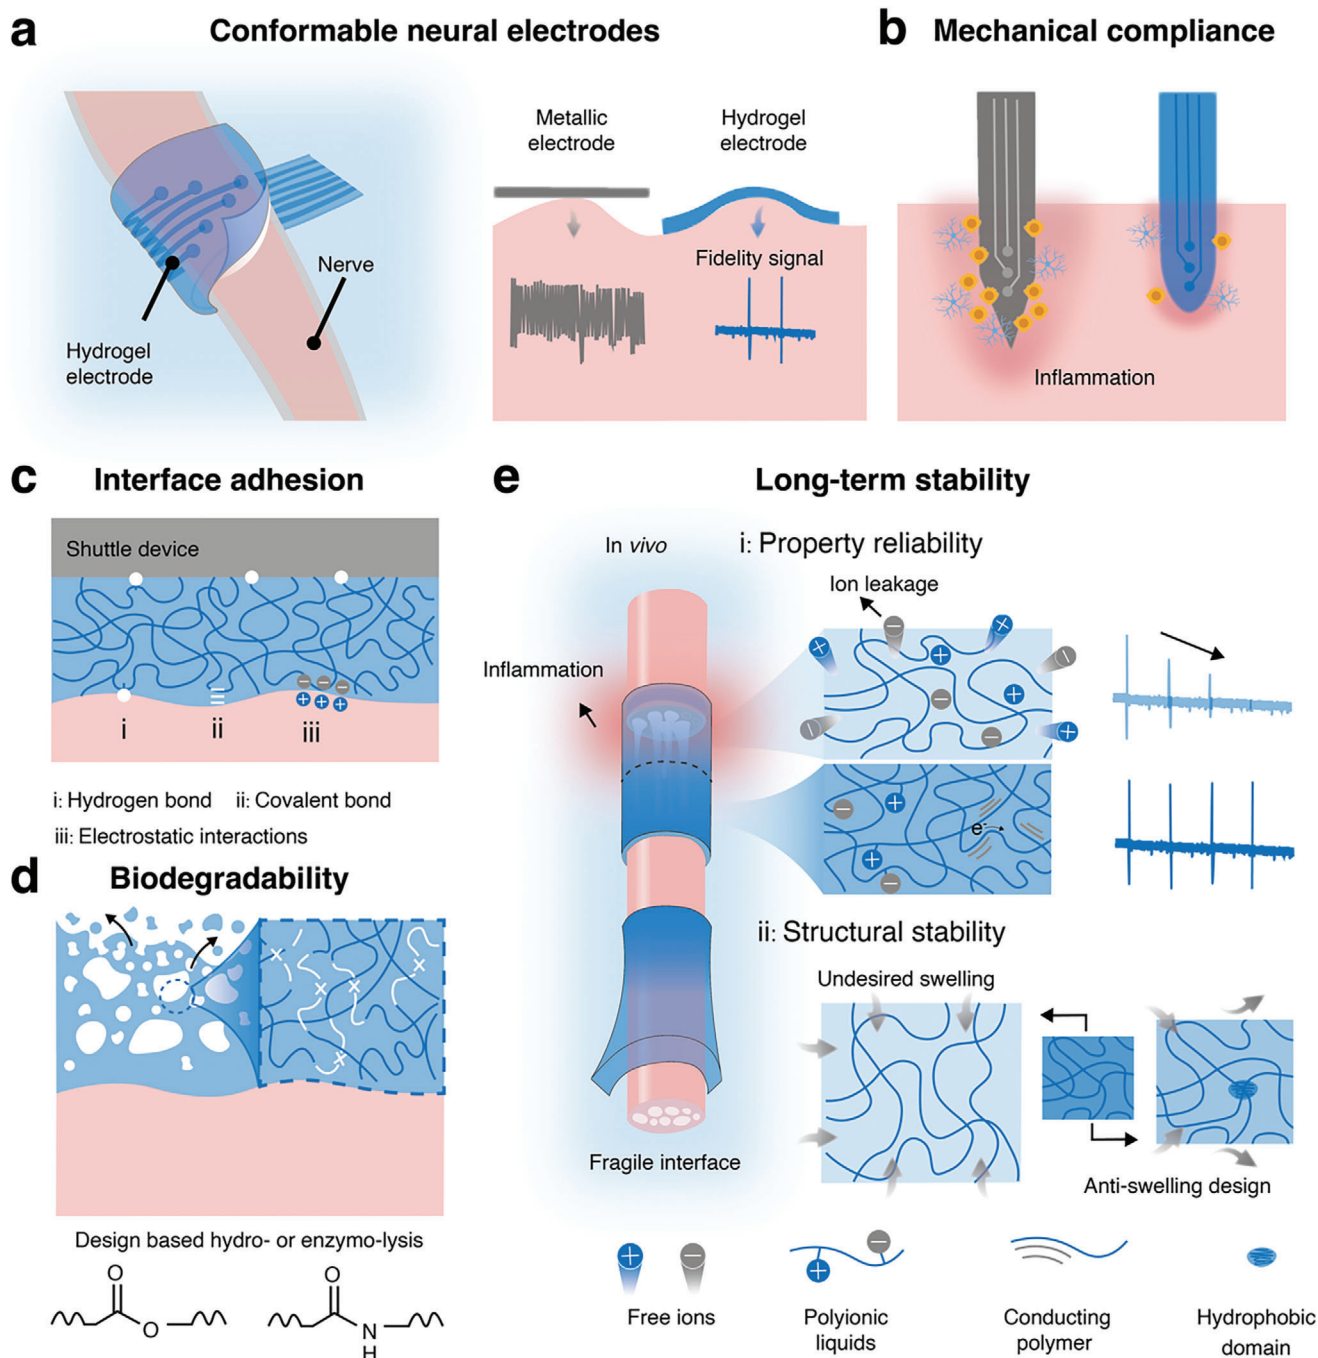 a
Conformable neural electrodes
Metallic
electrode
Hydrogel
electrode
Fidelity signal
Nerve
Hydrogel
electrode
b
Mechanical compliance
Inflammation
c
Interface adhesion
Shuttle device
i
ii
iii
i: Hydrogen bond
ii: Covalent bond
iii: Electrostatic interactions
d
Biodegradability
Design based hydro- or enzymo-lysis
O
O
O
N
H
e
Long-term stability
In vivo
Inflammation
Fragile interface
i: Property reliability
Ion leakage
e-
ii: Structural stability
Undesired swelling
Anti-swelling design
Free ions
Polyionic
liquids
Conducting
polymer
Hydrophobic
domain